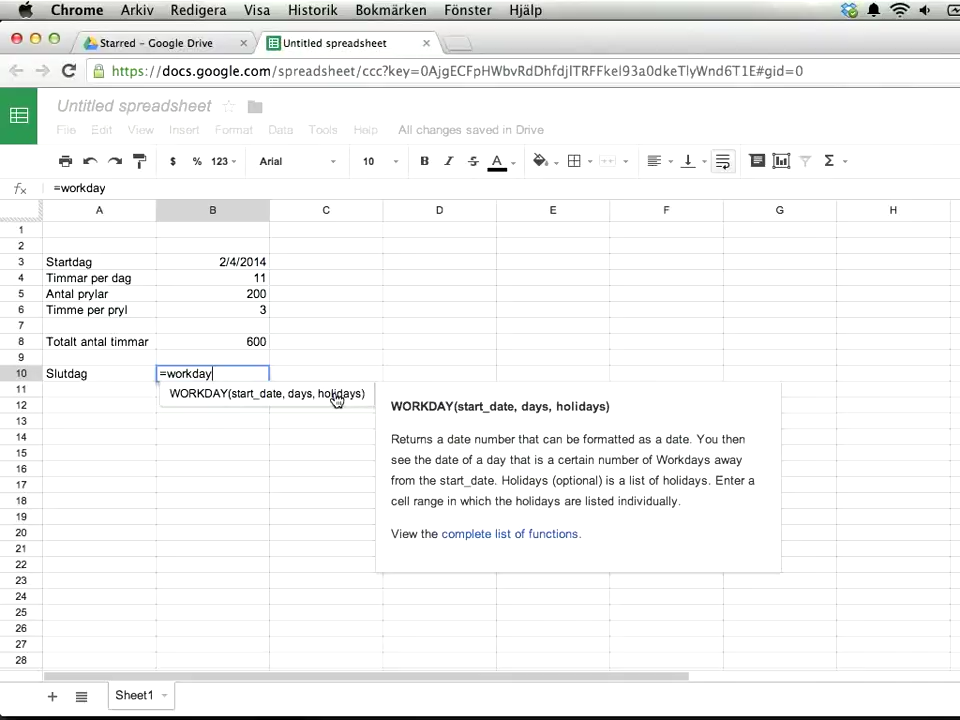 Chrome Arkiv Redigera Visa Historik Bokmärken Fönster Hjälp
Starred – Google Drive × Untitled spreadsheet ×
https://docs.google.com/spreadsheet/ccc?key=0AjgECFpHWbvRdDhfdjlTRFFkel93a0dkeTlyWnd6T1E#gid=0
Untitled spreadsheet
File Edit View Insert Format Data Tools Help All changes saved in Drive
$ % 123 Arial 10 B I S A Σ
fx =workday
A B C D E F G H
1
2
3 Startdag 2/4/2014
4 Timmar per dag 11
5 Antal prylar 200
6 Timme per pryl 3
7
8 Totalt antal timmar 600
9
10 Slutdag =workday
11 WORKDAY(start_date, days, holidays)
12 WORKDAY(start_date, days, holidays)
13
14 Returns a date number that can be formatted as a date. You then
15 see the date of a day that is a certain number of Workdays away
16 from the start_date. Holidays (optional) is a list of holidays. Enter a
17 cell range in which the holidays are listed individually.
18
19
20 View the complete list of functions.
21
22
23
24
25
26
27
28
+ Sheet1